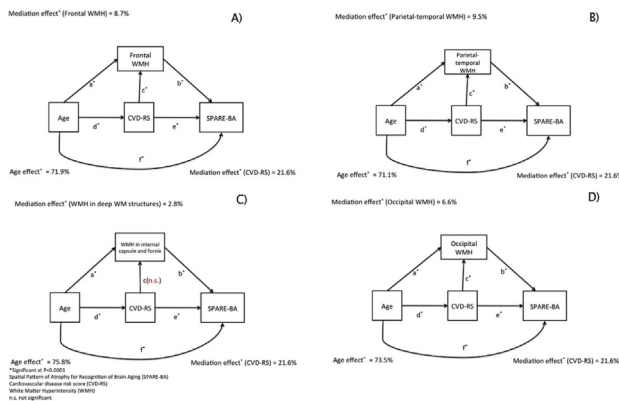 Mediation effect* (Frontal WMH) = 8.7%
A)
Frontal
WMH
a*
b*
c*
Age
d*
CVD-RS
e*
SPARE-BA
f*
Age effect* = 71.9%
Mediation effect* (CVD-RS) = 21.6%
Mediation effect* (Parietal-temporal WMH) = 9.5%
B)
Parietal-
temporal
WMH
a*
b*
c*
Age
d*
CVD-RS
e*
SPARE-BA
f*
Age effect* = 71.1%
Mediation effect* (CVD-RS) = 21.6%
Mediation effect* (WMH in deep WM structures) = 2.8%
C)
WMH in internal
capsule and fornix
a*
b*
c(n.s.)
Age
d*
CVD-RS
e*
SPARE-BA
f*
Age effect* = 75.8%
Mediation effect* (CVD-RS) = 21.6%
*Significant at P<0.0001
Spatial Pattern of Atrophy for Recognition of Brain Aging (SPARE-BA)
Cardiovascular disease risk score (CVD-RS)
White Matter Hyperintensity (WMH)
n.s. not significant
Mediation effect* (Occipital WMH) = 6.6%
D)
Occipital
WMH
a*
b*
c*
Age
d*
CVD-RS
e*
SPARE-BA
f*
Age effect* = 73.5%
Mediation effect* (CVD-RS) = 21.6%